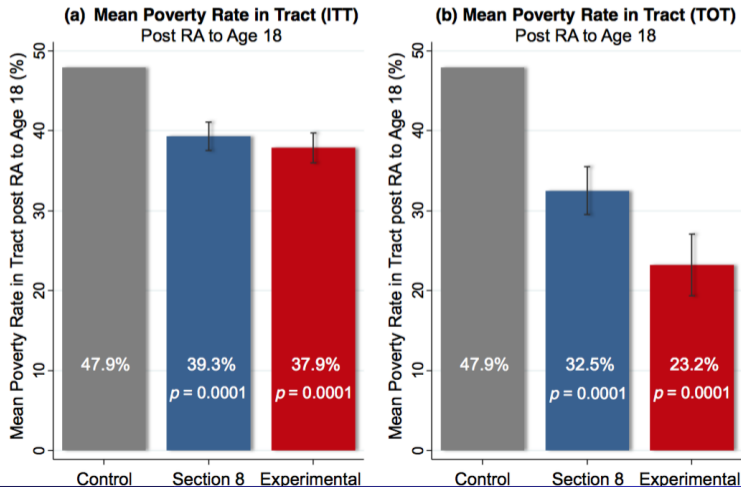 (a) Mean Poverty Rate in Tract (ITT)
Post RA to Age 18
Mean Poverty Rate in Tract post RA to Age 18 (%)
50
40
30
20
10
0
47.9%
39.3%
p = 0.0001
37.9%
p = 0.0001
Control
Section 8
Experimental
(b) Mean Poverty Rate in Tract (TOT)
Post RA to Age 18
Mean Poverty Rate in Tract post RA to Age 18 (%)
50
40
30
20
10
0
47.9%
32.5%
p = 0.0001
23.2%
p = 0.0001
Control
Section 8
Experimental